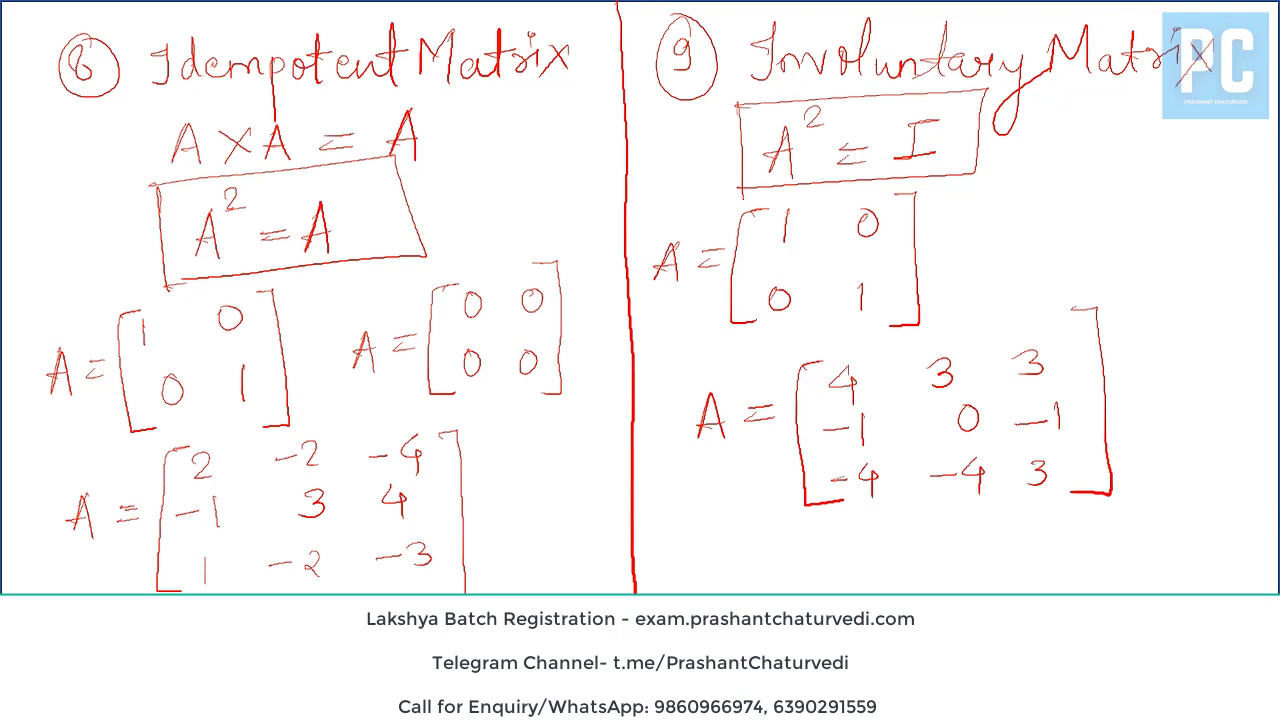 ⑧ Idempotent Matrix
A × A = A
A² = A
A = [1 0
0 1]
A = [0 0
0 0]
A = [2 -2 -4
-1 3 4
1 -2 -3]
⑨ Involuntary Matrix
A² = I
A = [1 0
0 1]
A = [4 3 3
-1 0 -1
-4 -4 3]
PC
PRASHANT CHATURVEDI
Lakshya Batch Registration - exam.prashantchaturvedi.com
Telegram Channel- t.me/PrashantChaturvedi
Call for Enquiry/WhatsApp: 9860966974, 6390291559